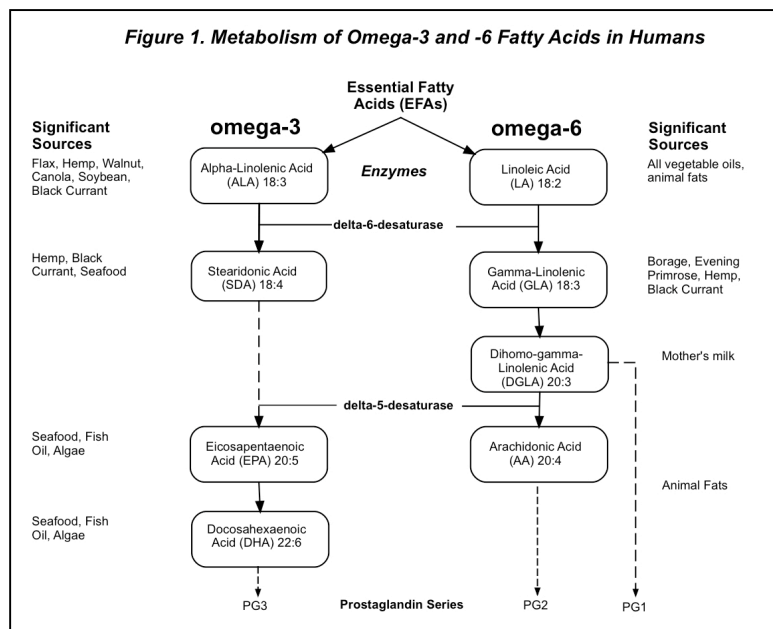 Figure 1. Metabolism of Omega-3 and -6 Fatty Acids in Humans
Essential Fatty
Acids (EFAs)
Significant
Sources
omega-3
omega-6
Significant
Sources
Flax, Hemp, Walnut,
Canola, Soybean,
Black Currant
Alpha-Linolenic Acid
(ALA) 18:3
Enzymes
Linoleic Acid
(LA) 18:2
All vegetable oils,
animal fats
delta-6-desaturase
Hemp, Black
Currant, Seafood
Stearidonic Acid
(SDA) 18:4
Gamma-Linolenic
Acid (GLA) 18:3
Borage, Evening
Primrose, Hemp,
Black Currant
Dihomo-gamma-
Linolenic Acid
(DGLA) 20:3
Mother's milk
delta-5-desaturase
Seafood, Fish
Oil, Algae
Eicosapentaenoic
Acid (EPA) 20:5
Arachidonic Acid
(AA) 20:4
Animal Fats
Seafood, Fish
Oil, Algae
Docosahexaenoic
Acid (DHA) 22:6
PG3
Prostaglandin Series
PG2
PG1